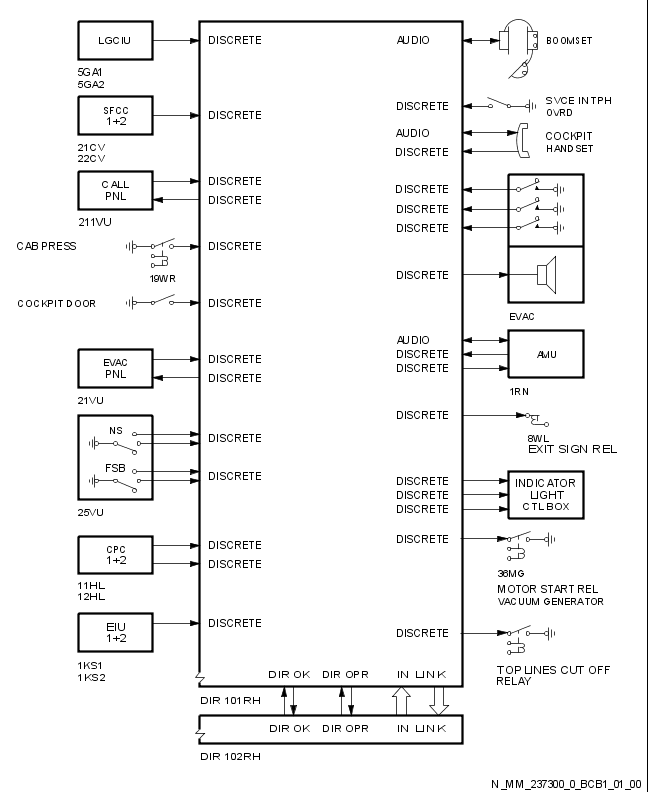 LGCIU
5GA1
5GA2
SFCC
1+2
21CV
22CV
CALL
PNL
211VU
CAB PRESS
19WR
COCKPIT DOOR
EVAC
PNL
21VU
NS
FSB
25VU
CPC
1+2
11HL
12HL
EIU
1+2
1KS1
1KS2
DISCRETE
DISCRETE
DISCRETE
DISCRETE
DISCRETE
DISCRETE
DISCRETE
DISCRETE
DISCRETE
DISCRETE
DISCRETE
DISCRETE
DISCRETE
AUDIO
DISCRETE
AUDIO
DISCRETE
DISCRETE
DISCRETE
DISCRETE
DISCRETE
AUDIO
DISCRETE
DISCRETE
DISCRETE
DISCRETE
DISCRETE
DISCRETE
DISCRETE
DISCRETE
BOOMSET
SVCE INTPH
OVRD
COCKPIT
HANDSET
EVAC
AMU
1RN
8WL
EXIT SIGN REL
INDICATOR
LIGHT
CTL BOX
36MG
MOTOR START REL
VACUUM GENERATOR
TOP LINES CUT OFF
RELAY
DIR OK DIR OPR IN LINK
DIR 101RH
DIR OK DIR OPR IN LINK
DIR 102RH
N_MM_237300_0_BCB1_01_00